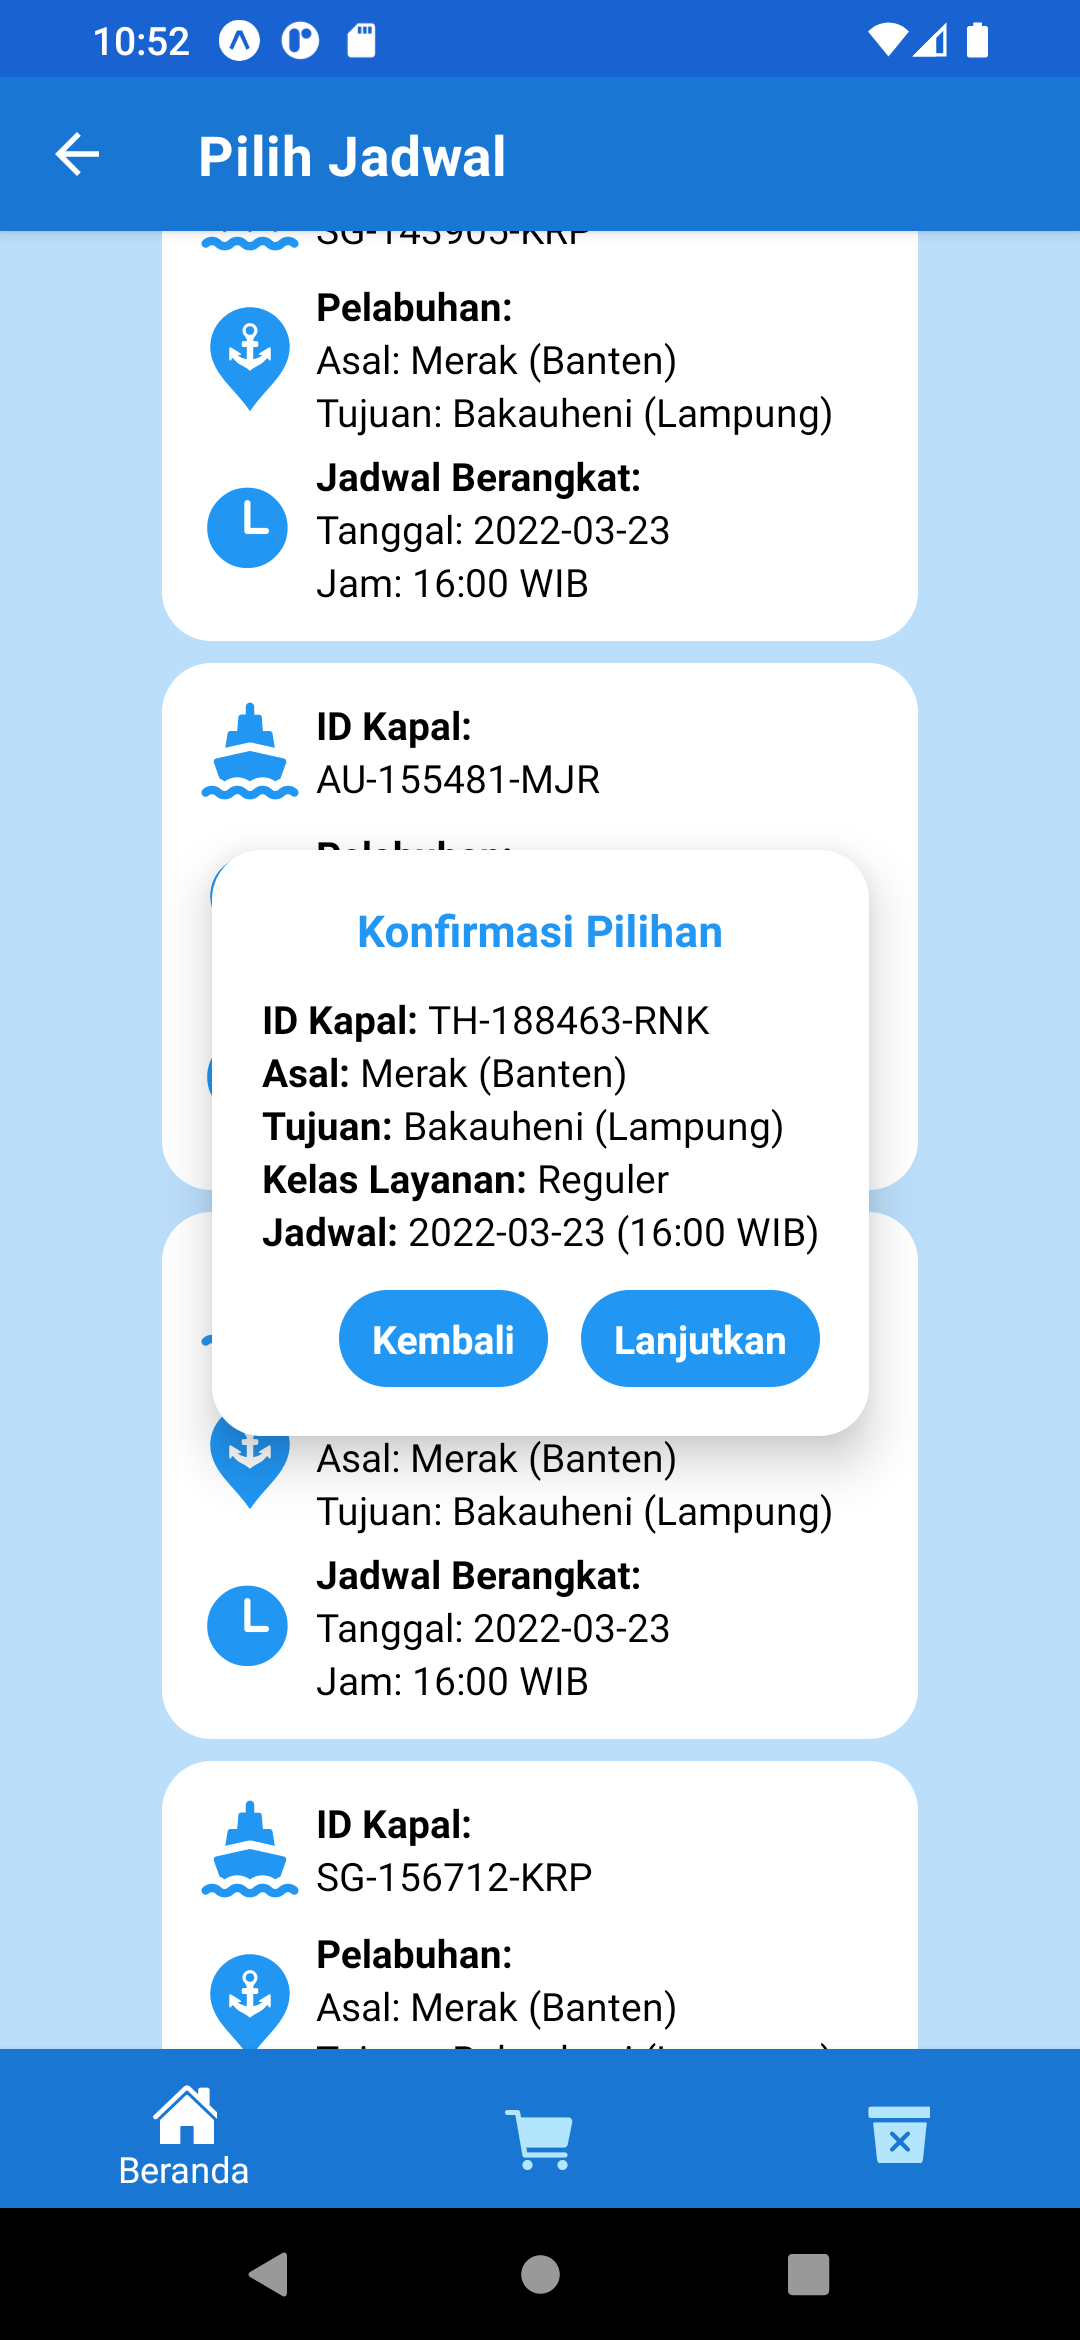 10:52
Pilih Jadwal
SG-143905-KRP
Pelabuhan:
Asal: Merak (Banten)
Tujuan: Bakauheni (Lampung)
Jadwal Berangkat:
Tanggal: 2022-03-23
Jam: 16:00 WIB
ID Kapal:
AU-155481-MJR
Pelabuhan:
Konfirmasi Pilihan
ID Kapal: TH-188463-RNK
Asal: Merak (Banten)
Tujuan: Bakauheni (Lampung)
Kelas Layanan: Reguler
Jadwal: 2022-03-23 (16:00 WIB)
Kembali
Lanjutkan
Asal: Merak (Banten)
Tujuan: Bakauheni (Lampung)
Jadwal Berangkat:
Tanggal: 2022-03-23
Jam: 16:00 WIB
ID Kapal:
SG-156712-KRP
Pelabuhan:
Asal: Merak (Banten)
Beranda